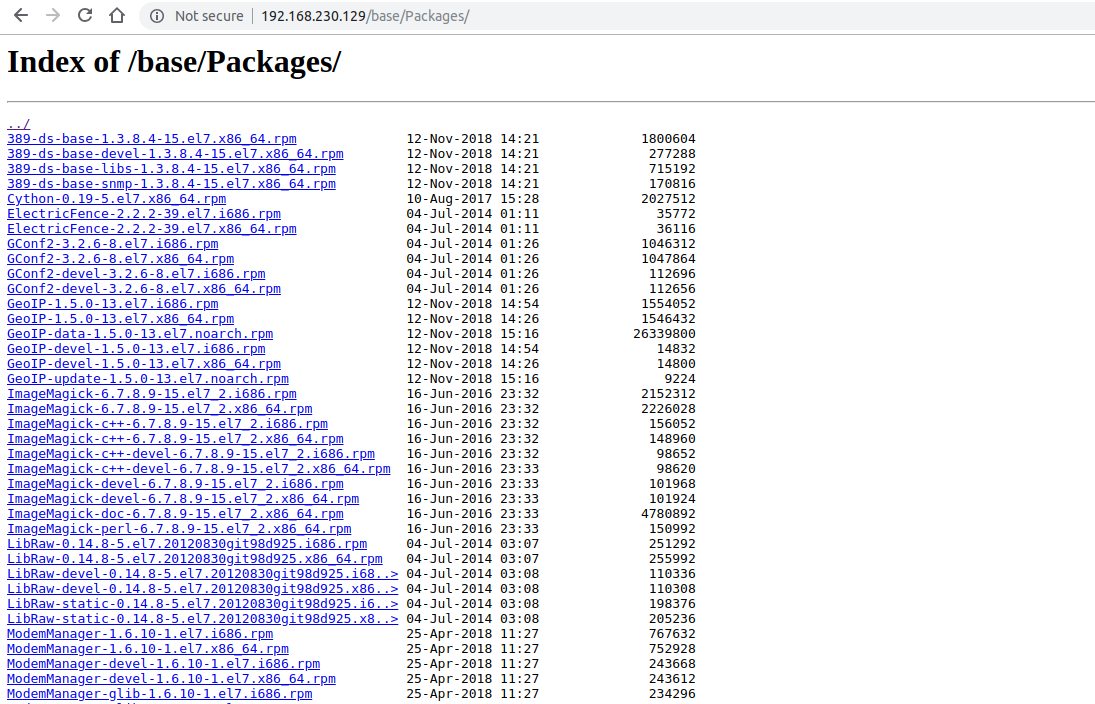 Not secure 192.168.230.129/base/Packages/
Index of /base/Packages/
../
389-ds-base-1.3.8.4-15.el7.x86_64.rpm 12-Nov-2018 14:21 1800604
389-ds-base-devel-1.3.8.4-15.el7.x86_64.rpm 12-Nov-2018 14:21 277288
389-ds-base-libs-1.3.8.4-15.el7.x86_64.rpm 12-Nov-2018 14:21 715192
389-ds-base-snmp-1.3.8.4-15.el7.x86_64.rpm 12-Nov-2018 14:21 170816
Cython-0.19-5.el7.x86_64.rpm 10-Aug-2017 15:28 2027512
ElectricFence-2.2.2-39.el7.i686.rpm 04-Jul-2014 01:11 35772
ElectricFence-2.2.2-39.el7.x86_64.rpm 04-Jul-2014 01:11 36116
GConf2-3.2.6-8.el7.i686.rpm 04-Jul-2014 01:26 1046312
GConf2-3.2.6-8.el7.x86_64.rpm 04-Jul-2014 01:26 1047864
GConf2-devel-3.2.6-8.el7.i686.rpm 04-Jul-2014 01:26 112696
GConf2-devel-3.2.6-8.el7.x86_64.rpm 04-Jul-2014 01:26 112656
GeoIP-1.5.0-13.el7.i686.rpm 12-Nov-2018 14:54 1554052
GeoIP-1.5.0-13.el7.x86_64.rpm 12-Nov-2018 14:26 1546432
GeoIP-data-1.5.0-13.el7.noarch.rpm 12-Nov-2018 15:16 26339800
GeoIP-devel-1.5.0-13.el7.i686.rpm 12-Nov-2018 14:54 14832
GeoIP-devel-1.5.0-13.el7.x86_64.rpm 12-Nov-2018 14:26 14800
GeoIP-update-1.5.0-13.el7.noarch.rpm 12-Nov-2018 15:16 9224
ImageMagick-6.7.8.9-15.el7_2.i686.rpm 16-Jun-2016 23:32 2152312
ImageMagick-6.7.8.9-15.el7_2.x86_64.rpm 16-Jun-2016 23:32 2226028
ImageMagick-c++-6.7.8.9-15.el7_2.i686.rpm 16-Jun-2016 23:32 156052
ImageMagick-c++-6.7.8.9-15.el7_2.x86_64.rpm 16-Jun-2016 23:32 148960
ImageMagick-c++-devel-6.7.8.9-15.el7_2.i686.rpm 16-Jun-2016 23:32 98652
ImageMagick-c++-devel-6.7.8.9-15.el7_2.x86_64.rpm 16-Jun-2016 23:33 98620
ImageMagick-devel-6.7.8.9-15.el7_2.i686.rpm 16-Jun-2016 23:33 101968
ImageMagick-devel-6.7.8.9-15.el7_2.x86_64.rpm 16-Jun-2016 23:33 101924
ImageMagick-doc-6.7.8.9-15.el7_2.x86_64.rpm 16-Jun-2016 23:33 4780892
ImageMagick-perl-6.7.8.9-15.el7_2.x86_64.rpm 16-Jun-2016 23:33 150992
LibRaw-0.14.8-5.el7.20120830git98d925.i686.rpm 04-Jul-2014 03:07 251292
LibRaw-0.14.8-5.el7.20120830git98d925.x86_64.rpm 04-Jul-2014 03:07 255992
LibRaw-devel-0.14.8-5.el7.20120830git98d925.i68..> 04-Jul-2014 03:08 110336
LibRaw-devel-0.14.8-5.el7.20120830git98d925.x86..> 04-Jul-2014 03:08 110308
LibRaw-static-0.14.8-5.el7.20120830git98d925.i6..> 04-Jul-2014 03:08 198376
LibRaw-static-0.14.8-5.el7.20120830git98d925.x8..> 04-Jul-2014 03:08 205236
ModemManager-1.6.10-1.el7.i686.rpm 25-Apr-2018 11:27 767632
ModemManager-1.6.10-1.el7.x86_64.rpm 25-Apr-2018 11:27 752928
ModemManager-devel-1.6.10-1.el7.i686.rpm 25-Apr-2018 11:27 243668
ModemManager-devel-1.6.10-1.el7.x86_64.rpm 25-Apr-2018 11:27 243612
ModemManager-glib-1.6.10-1.el7.i686.rpm 25-Apr-2018 11:27 234296